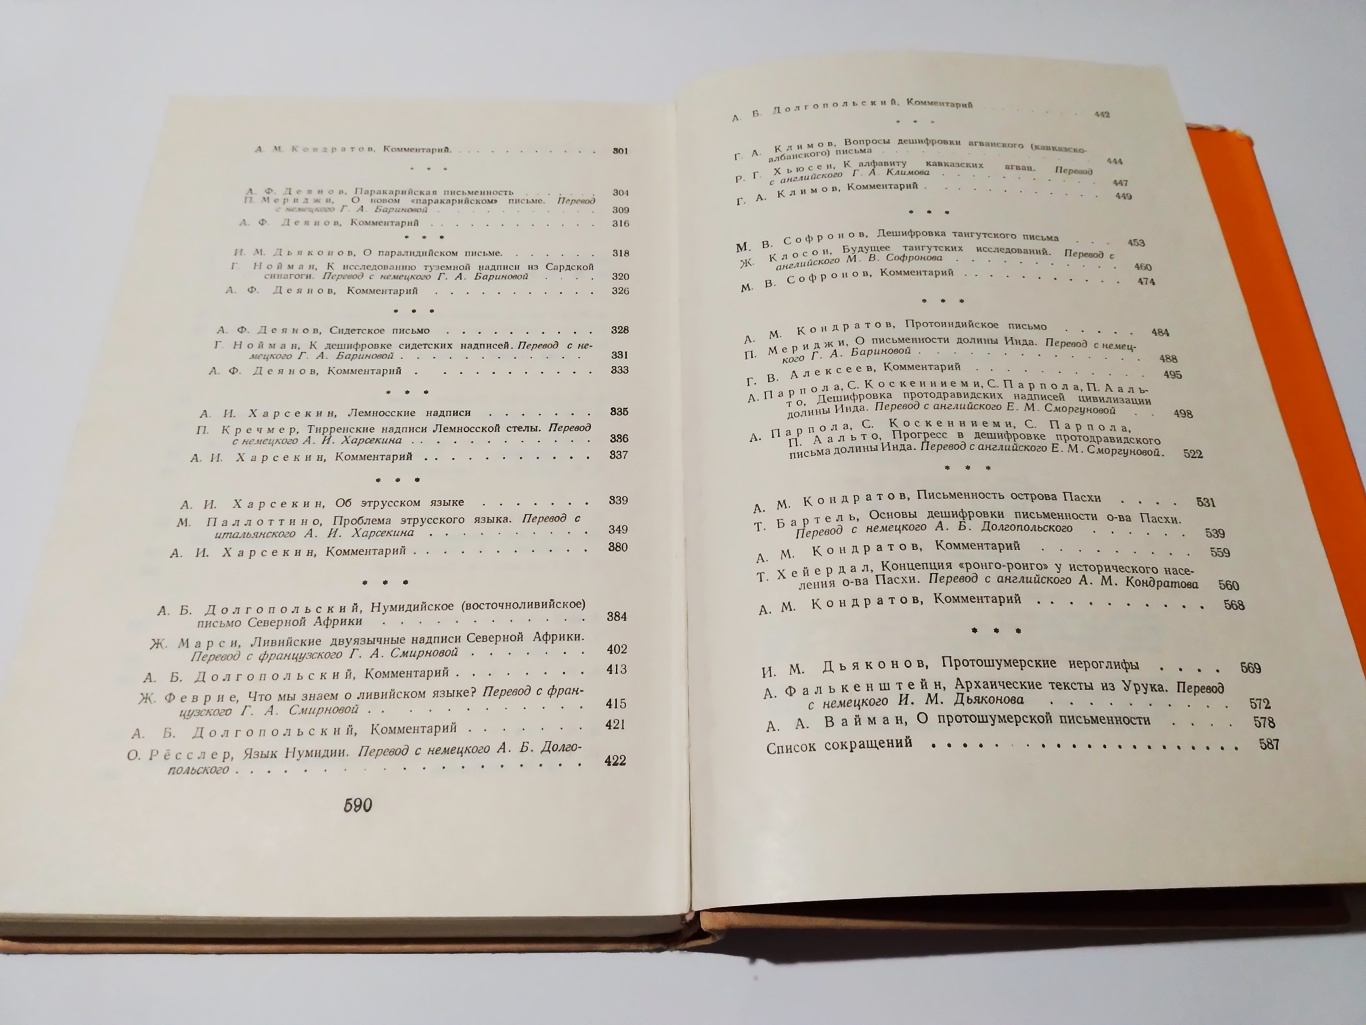 А. М. Кондратов, Комментарий. . . . . . . . . . . 301
* * *
А. Ф. Деянов, Паракарийская письменность . . . . . 304
П. Мериджи, О новом «паракарийском» письме. Перевод
с немецкого Г. А. Бариновой . . . . . . . . . . . 309
А. Ф. Деянов, Комментарий . . . . . . . . . . . 316
* * *
И. М. Дьяконов, О паралидийском письме. . . . . . . 318
Г. Нойман, К исследованию туземной надписи из Сардской
синагоги. Перевод с немецкого Г. А. Бариновой . . . . 320
А. Ф. Деянов, Комментарий . . . . . . . . . . . 326
* * *
А. Ф. Деянов, Сидетское письмо . . . . . . . . . . 328
Г. Нойман, К дешифровке сидетских надписей. Перевод с не-
мецкого Г. А. Бариновой . . . . . . . . . . . . 331
А. Ф. Деянов, Комментарий . . . . . . . . . . . 333
* * *
А. И. Харсекин, Лемносские надписи . . . . . . . 335
П. Кречмер, Тирренские надписи Лемносской стелы. Перевод
с немецкого А. И. Харсекина . . . . . . . . . . . 336
А. И. Харсекин, Комментарий . . . . . . . . . . 337
* * *
А. И. Харсекин, Об этрусском языке . . . . . . . 339
М. Паллоттино, Проблема этрусского языка. Перевод с
итальянского А. И. Харсекина . . . . . . . . . . 349
А. И. Харсекин, Комментарий . . . . . . . . . . . 380
* * *
А. Б. Долгопольский, Нумидийское (восточноливийское)
письмо Северной Африки . . . . . . . . . . . . 384
Ж. Марси, Ливийские двуязычные надписи Северной Африки.
Перевод с французского Г. А. Смирновой . . . . . . . 402
А. Б. Долгопольский, Комментарий . . . . . . . . 413
Ж. Феврие, Что мы знаем о ливийском языке? Перевод с фран-
цузского Г. А. Смирновой . . . . . . . . . . . . 415
А. Б. Долгопольский, Комментарий . . . . . . . . 421
О. Рёсслер, Язык Нумидии. Перевод с немецкого А. Б. Долго-
польского . . . . . . . . . . . . . . . . . . 422
590
А. Б. Долгопольский, Комментарий . . . . . . . . 442
* * *
Г. А. Климов, Вопросы дешифровки агванского (кавказско-
албанского) письма . . . . . . . . . . . . . . 444
Р. Г. Хьюсен, К алфавиту кавказских агван. Перевод
с английского Г. А. Климова . . . . . . . . . . . 447
Г. А. Климов, Комментарий . . . . . . . . . . . 449
* * *
М. В. Софронов, Дешифровка тангутского письма . . . 453
Ж. Клосон, Будущее тангутских исследований. Перевод с
английского М. В. Софронова . . . . . . . . . . . 460
М. В. Софронов, Комментарий . . . . . . . . . . 474
* * *
А. М. Кондратов, Протоиндийское письмо . . . . . 484
П. Мериджи, О письменности долины Инда. Перевод с немец-
кого Г. А. Бариновой . . . . . . . . . . . . . . 488
Г. В. Алексеев, Комментарий . . . . . . . . . . 495
А. Парпола, С. Коскенниеми, С. Парпола, П. Ааль-
то, Дешифровка протодравидских надписей цивилизации
долины Инда. Перевод с английского Е. М. Сморгуновой . . 498
А. Парпола, С. Коскенниеми, С. Парпола,
П. Аальто, Прогресс в дешифровке протодравидского
письма долины Инда. Перевод с английского Е. М. Сморгуновой. 522
* * *
А. М. Кондратов, Письменность острова Пасхи . . . . 531
Т. Бартель, Основы дешифровки письменности о-ва Пасхи.
Перевод с немецкого А. Б. Долгопольского . . . . . . 539
А. М. Кондратов, Комментарий . . . . . . . . . 559
Т. Хейердал, Концепция «ронго-ронго» у исторического насе-
ления о-ва Пасхи. Перевод с английского А. М. Кондратова 560
А. М. Кондратов, Комментарий . . . . . . . . . . 568
* * *
И. М. Дьяконов, Протошумерские иероглифы . . . . 569
А. Фалькенштейн, Архаические тексты из Урука. Перевод
с немецкого И. М. Дьяконова . . . . . . . . . . 572
А. А. Вайман, О протошумерской письменности . . . . 578
Список сокращений . . . . . . . . . . . . . . . . . 587